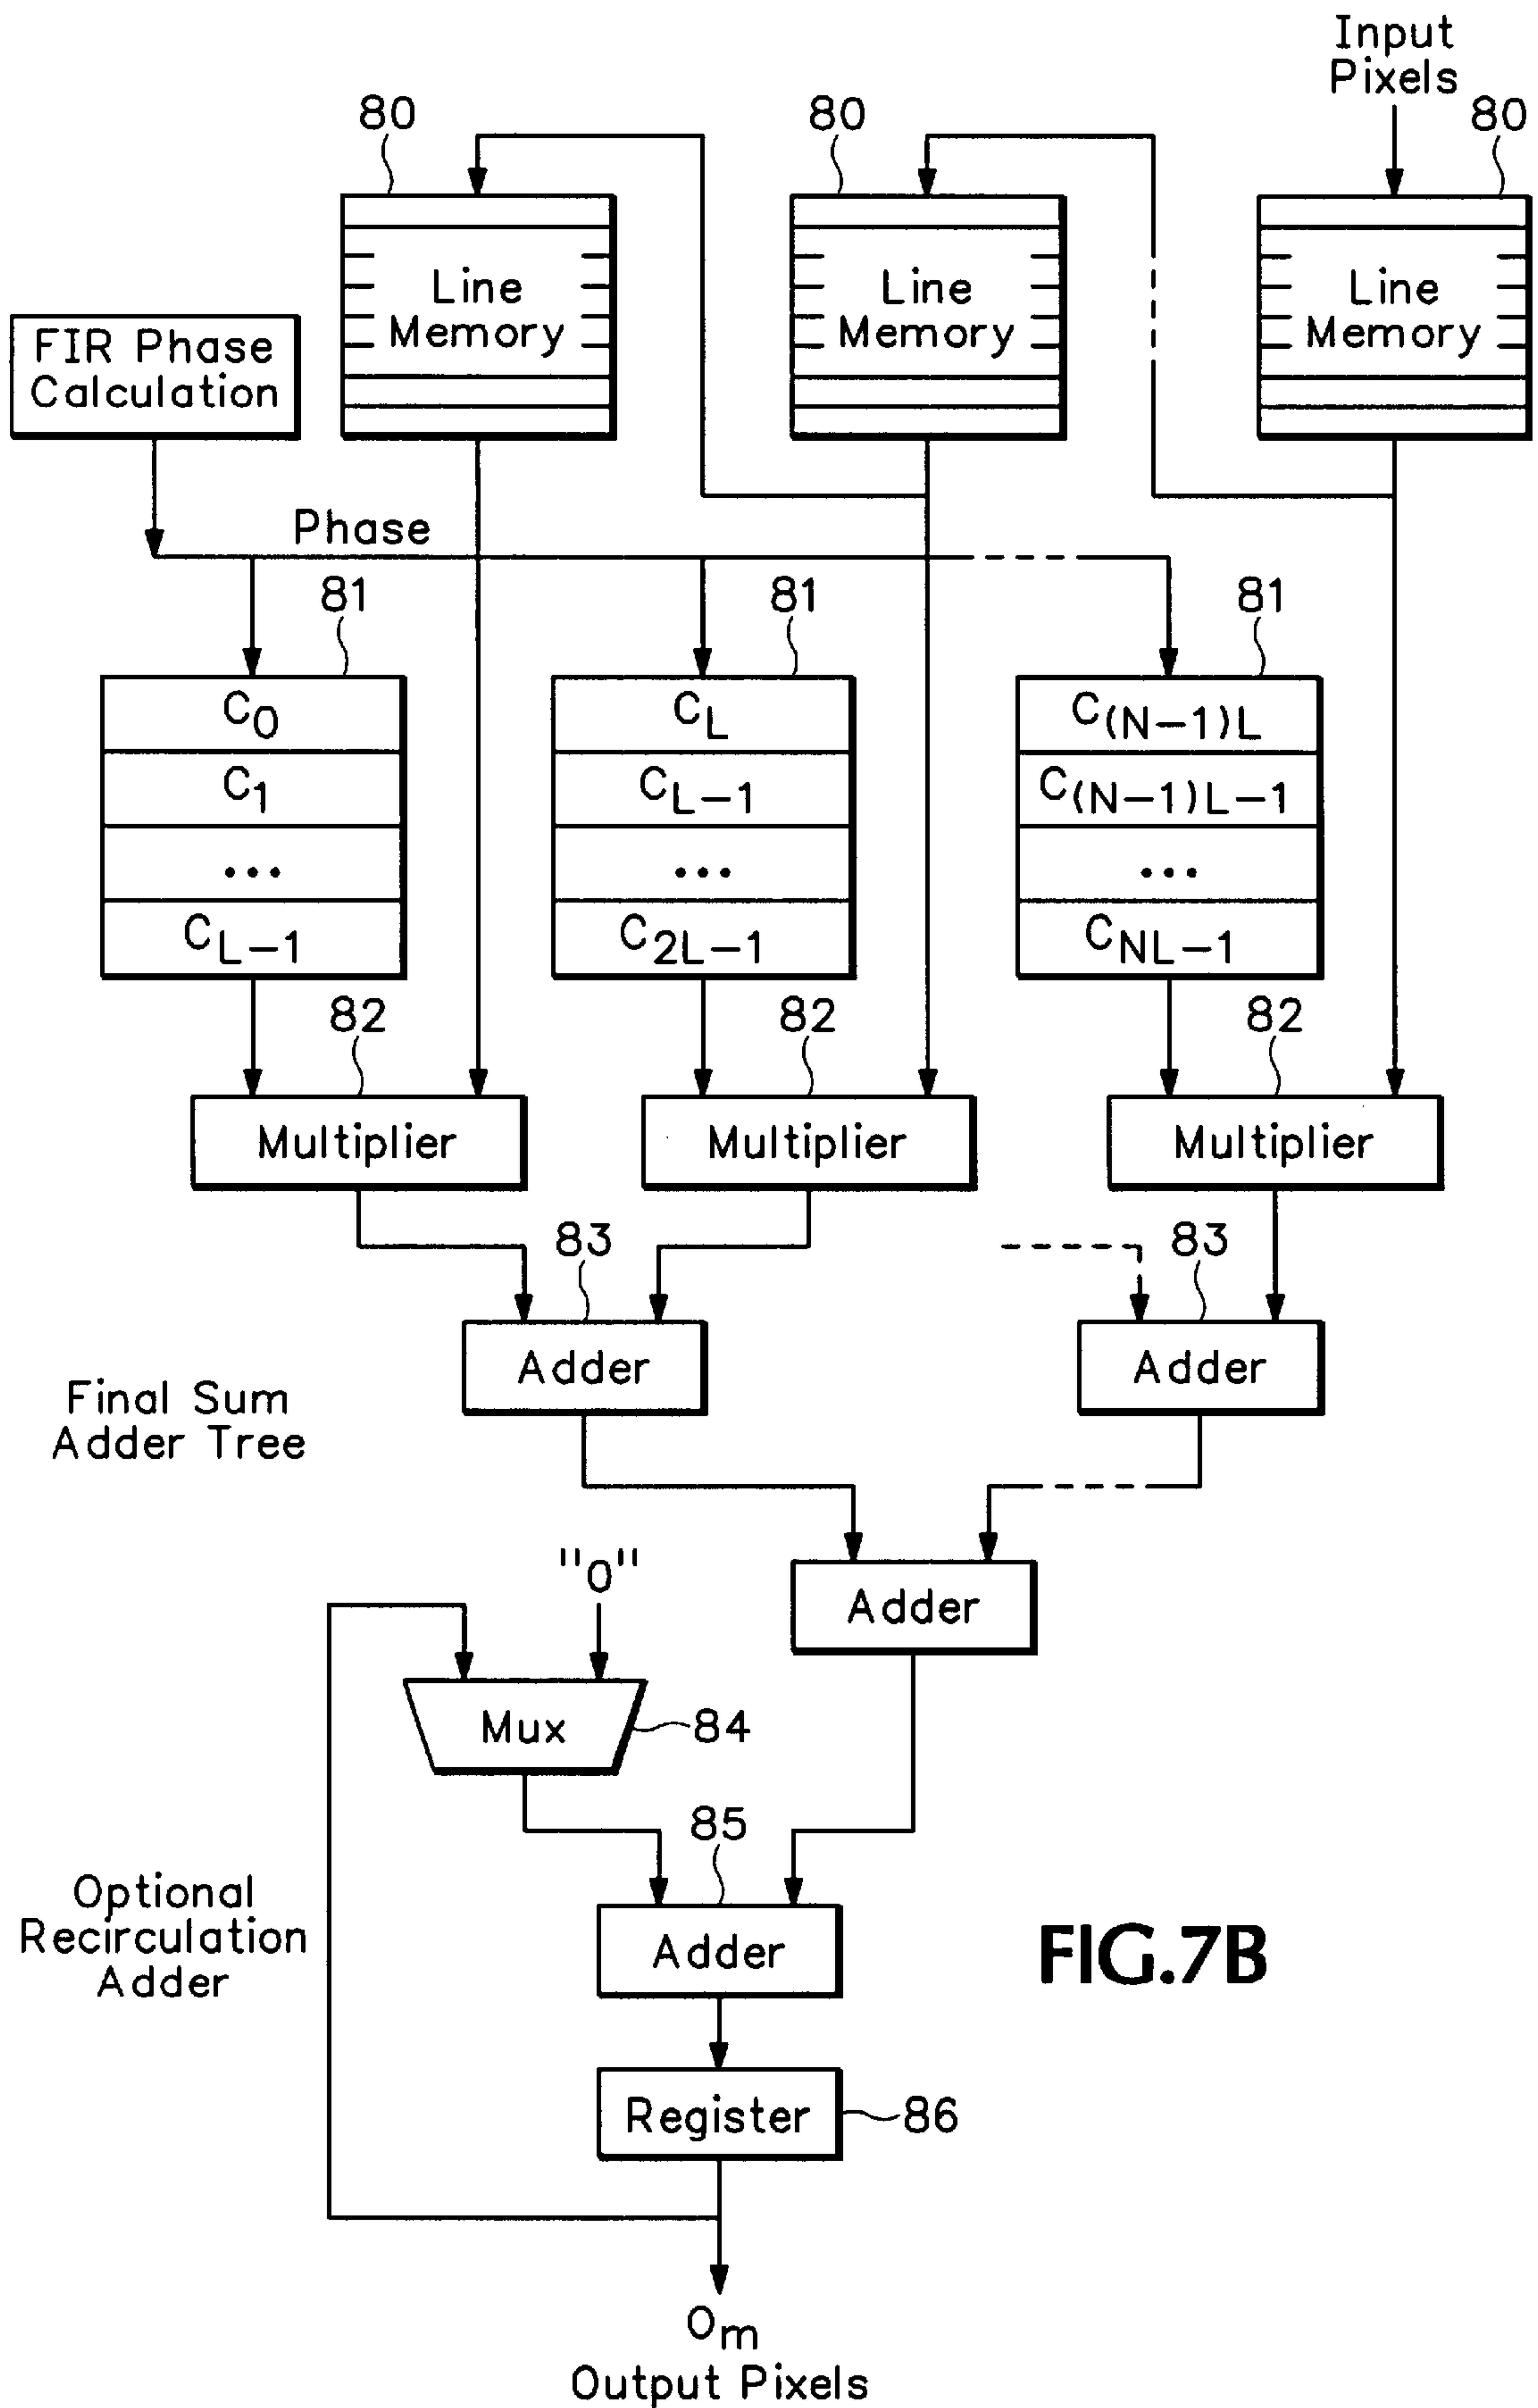 Input
Pixels
80
80
80
Line
Memory
Line
Memory
Line
Memory
FIR Phase
Calculation
Phase
81
81
81
C0
CL
C(N-1)L
C1
CL-1
C(N-1)L-1
...
...
...
CL-1
C2L-1
CNL-1
82
82
82
Multiplier
Multiplier
Multiplier
83
83
Adder
Adder
Final Sum
Adder Tree
"0"
Adder
Mux
84
85
Optional
Recirculation
Adder
Adder
FIG.7B
Register
86
Om
Output Pixels